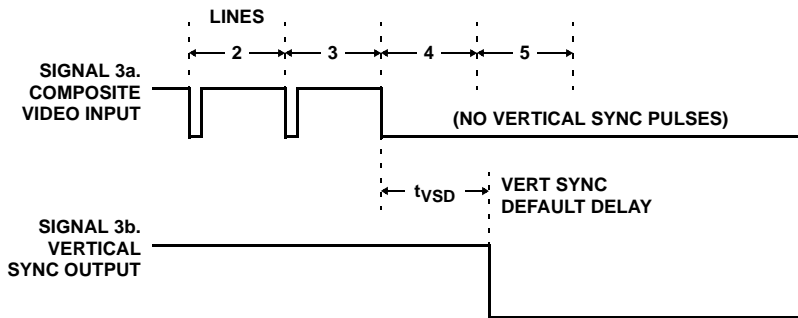 LINES
2 3 4 5
SIGNAL 3a.
COMPOSITE
VIDEO INPUT
(NO VERTICAL SYNC PULSES)
tVSD
VERT SYNC
DEFAULT DELAY
SIGNAL 3b.
VERTICAL
SYNC OUTPUT